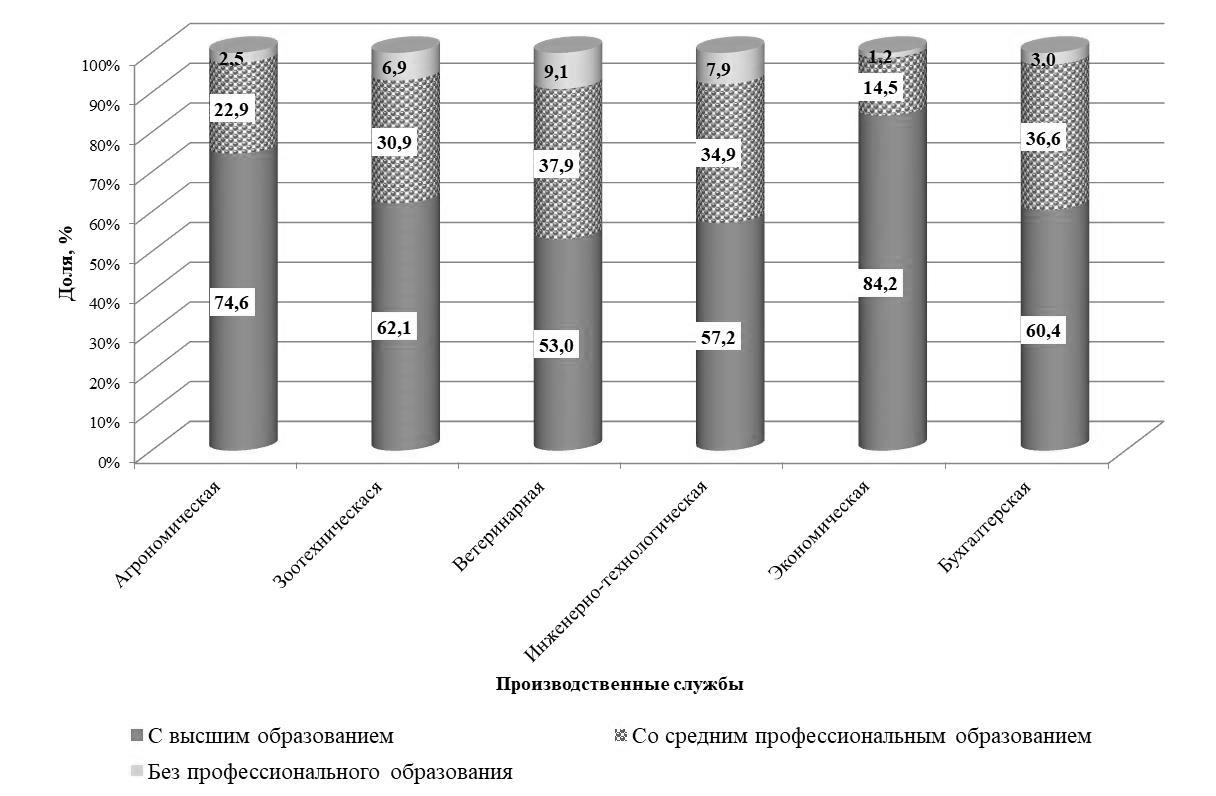 2,5
6,9
9,1
7,9
1,2
3,0
22,9
30,9
37,9
34,9
14,5
36,6
74,6
62,1
53,0
57,2
84,2
60,4
100%
90%
80%
70%
60%
50%
40%
30%
20%
10%
0%
Доля, %
Агрономическая
Зоотехническася
Ветеринарная
Инженерно-технологическая
Экономическая
Бухгалтерская
Производственные службы
С высшим образованием
Со средним профессиональным образованием
Без профессионального образования